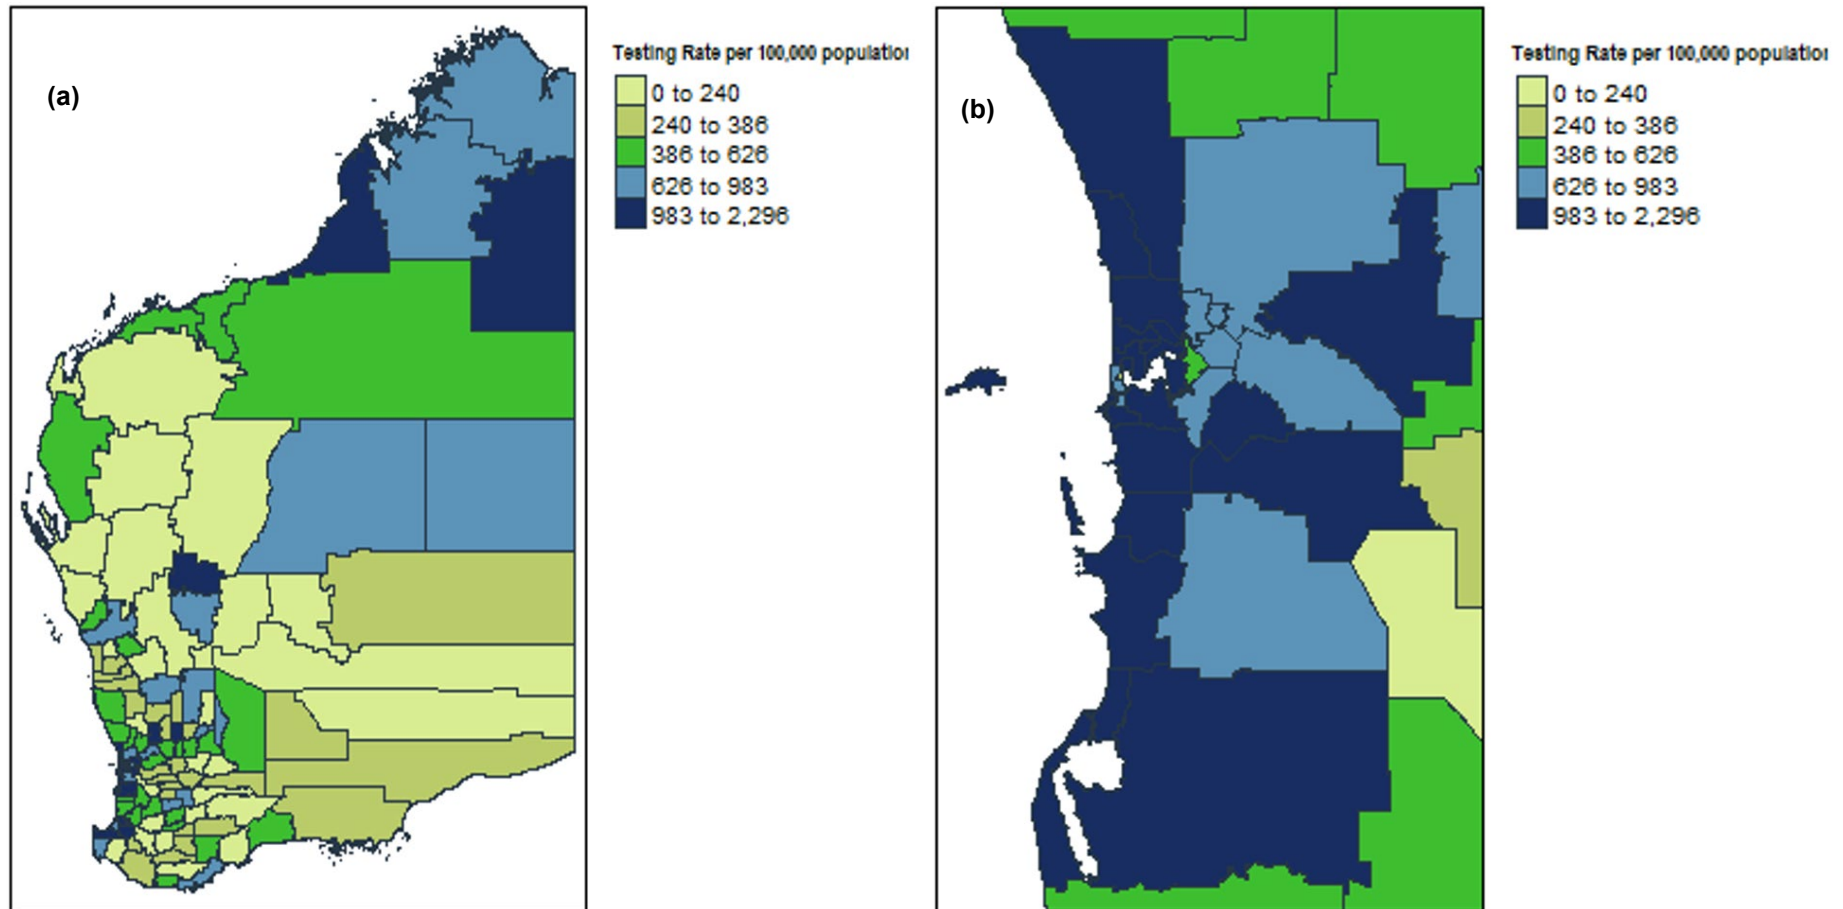 (a)
Testing Rate per 100,000 population
0 to 240
240 to 386
386 to 626
626 to 983
983 to 2,296
(b)
Testing Rate per 100,000 population
0 to 240
240 to 386
386 to 626
626 to 983
983 to 2,296